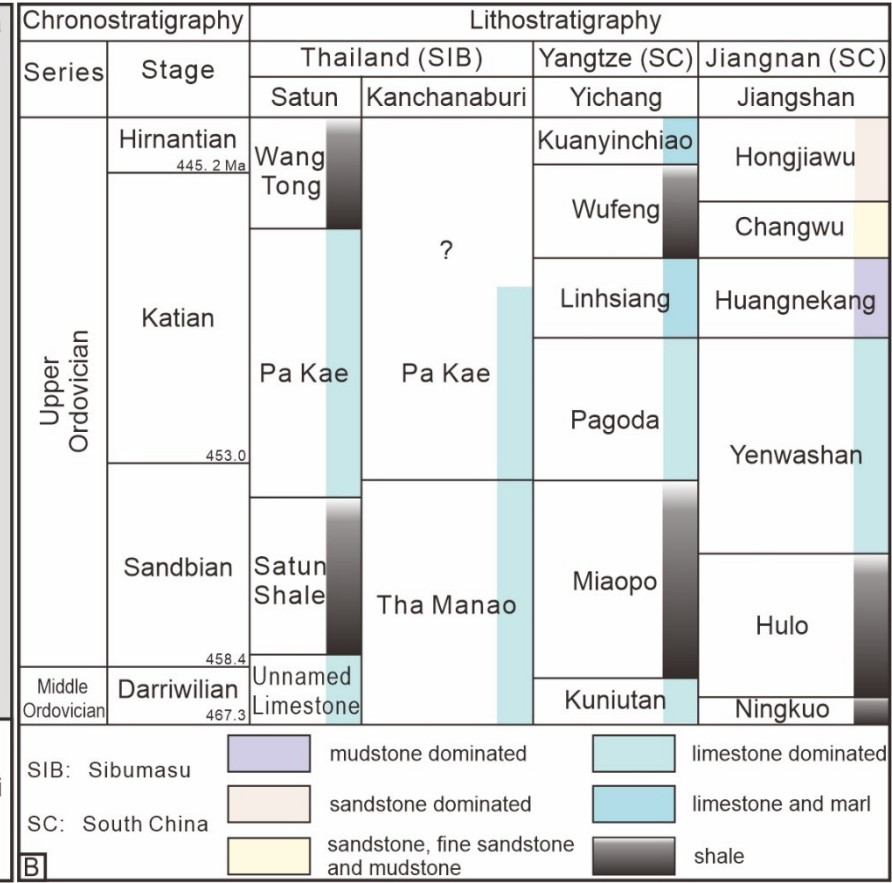 Chronostratigraphy
Lithostratigraphy
Series
Stage
Thailand (SIB)
Yangtze (SC)
Jiangnan (SC)
Satun
Kanchanaburi
Yichang
Jiangshan
Upper
Ordovician
Middle
Ordovician
Hirnantian
445. 2 Ma
Katian
453.0
Sandbian
458.4
Darriwilian
467.3
Wang
Tong
Pa Kae
Satun
Shale
Unnamed
Limestone
?
Pa Kae
Tha Manao
Kuanyinchiao
Wufeng
Linhsiang
Pagoda
Miaopo
Kuniutan
Hongjiawu
Changwu
Huangnekang
Yenwashan
Hulo
Ningkuo
SIB: Sibumasu
SC: South China
mudstone dominated
sandstone dominated
sandstone, fine sandstone
and mudstone
limestone dominated
limestone and marl
shale
B